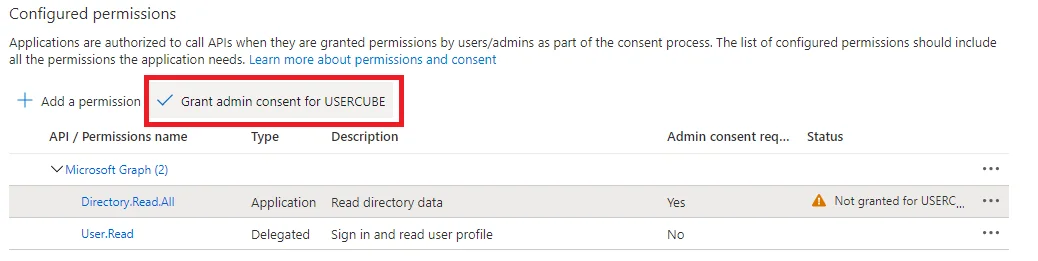 Configured permissions
Applications are authorized to call APIs when they are granted permissions by users/admins as part of the consent process. The list of configured permissions should include
all the permissions the application needs. Learn more about permissions and consent
Add a permission Grant admin consent for USERCUBE
API / Permissions name Type Description Admin consent req... Status
Microsoft Graph (2) ...
Directory.Read.All Application Read directory data Yes Not granted for USERC... ...
User.Read Delegated Sign in and read user profile No ...